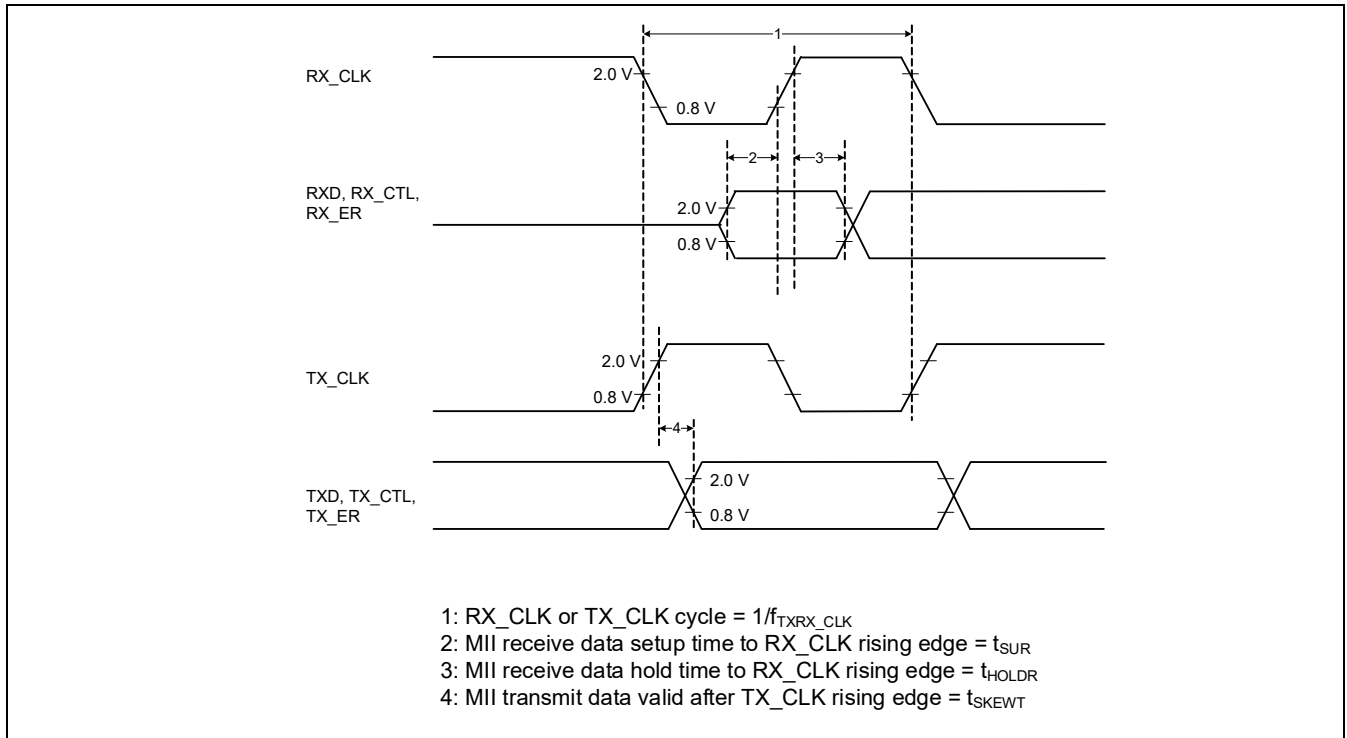 1
RX_CLK
2.0 V
0.8 V
2
3
RXD, RX_CTL,
RX_ER
2.0 V
0.8 V
TX_CLK
2.0 V
0.8 V
4
TXD, TX_CTL,
TX_ER
2.0 V
0.8 V
1: RX_CLK or TX_CLK cycle = 1/fTXRX_CLK
2: MII receive data setup time to RX_CLK rising edge = tSUR
3: MII receive data hold time to RX_CLK rising edge = tHOLDR
4: MII transmit data valid after TX_CLK rising edge = tSKEWT